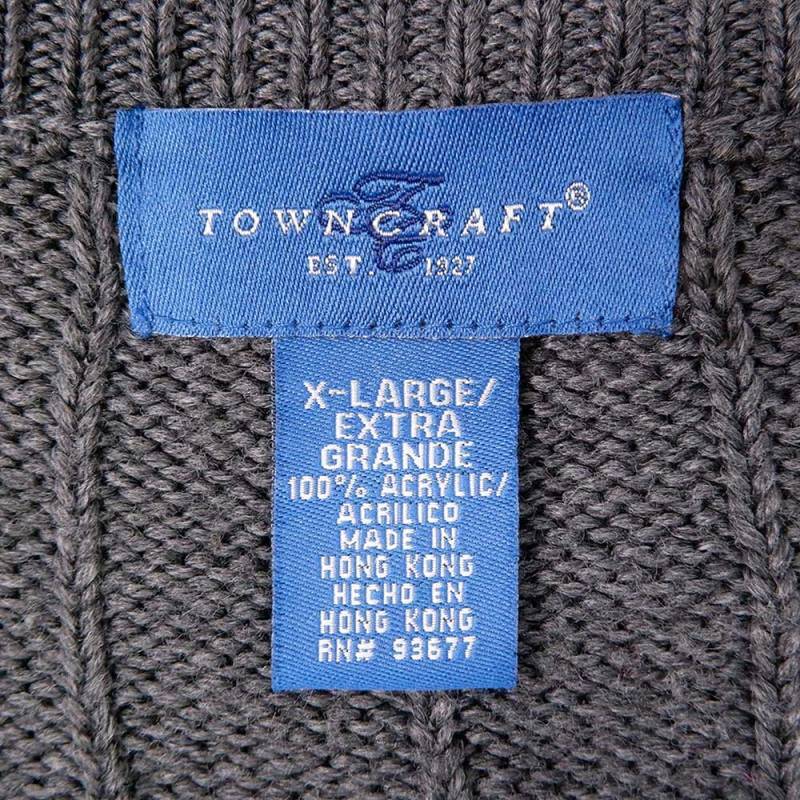 TOWNCRAFT®
EST. 1927
X-LARGE/
EXTRA
GRANDE
100% ACRYLIC/
ACRILICO
MADE IN
HONG KONG
HECHO EN
HONG KONG
RN# 93677